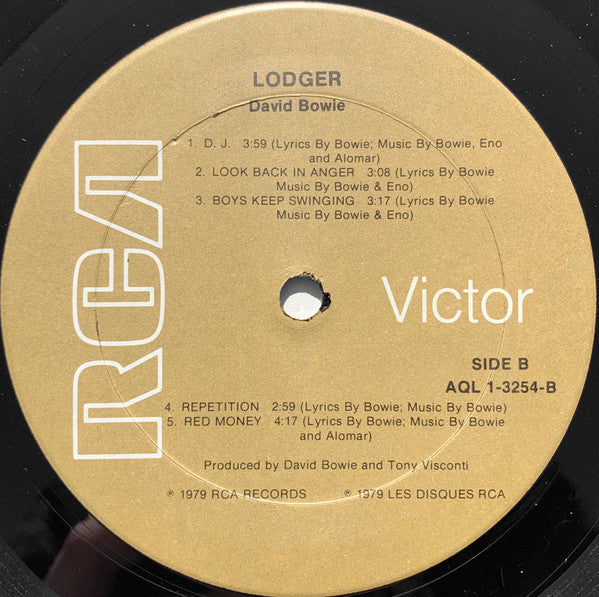 LODGER
David Bowie
1. D. J. 3:59 (Lyrics By Bowie; Music By Bowie, Eno
and Alomar)
2. LOOK BACK IN ANGER 3:08 (Lyrics By Bowie
Music By Bowie & Eno)
3. BOYS KEEP SWINGING 3:17 (Lyrics By Bowie
Music By Bowie & Eno)
RCA
Victor
SIDE B
AQL 1-3254-B
4. REPETITION 2:59 (Lyrics By Bowie; Music By Bowie)
5. RED MONEY 4:17 (Lyrics By Bowie; Music By Bowie
and Alomar)
Produced by David Bowie and Tony Visconti
℗ 1979 RCA RECORDS ℗ 1979 LES DISQUES RCA